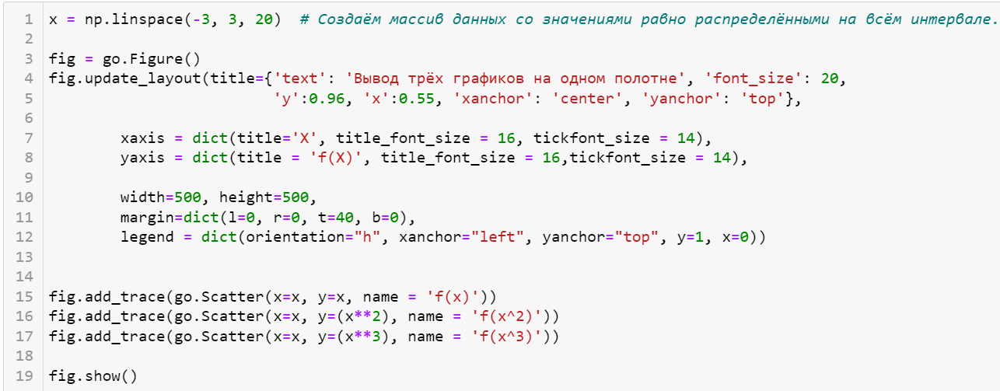 1 x = np.linspace(-3, 3, 20)  # Создаём массив данных со значениями равно распределёнными на всём интервале.
2
3 fig = go.Figure()
4 fig.update_layout(title={'text': 'Вывод трёх графиков на одном полотне', 'font_size': 20,
5                          'y':0.96, 'x':0.55, 'xanchor': 'center', 'yanchor': 'top'},
6
7         xaxis = dict(title='X', title_font_size = 16, tickfont_size = 14),
8         yaxis = dict(title = 'f(X)', title_font_size = 16,tickfont_size = 14),
9
10         width=500, height=500,
11         margin=dict(l=0, r=0, t=40, b=0),
12         legend = dict(orientation="h", xanchor="left", yanchor="top", y=1, x=0))
13
14
15 fig.add_trace(go.Scatter(x=x, y=x, name = 'f(x)'))
16 fig.add_trace(go.Scatter(x=x, y=(x**2), name = 'f(x^2)'))
17 fig.add_trace(go.Scatter(x=x, y=(x**3), name = 'f(x^3)'))
18
19 fig.show()